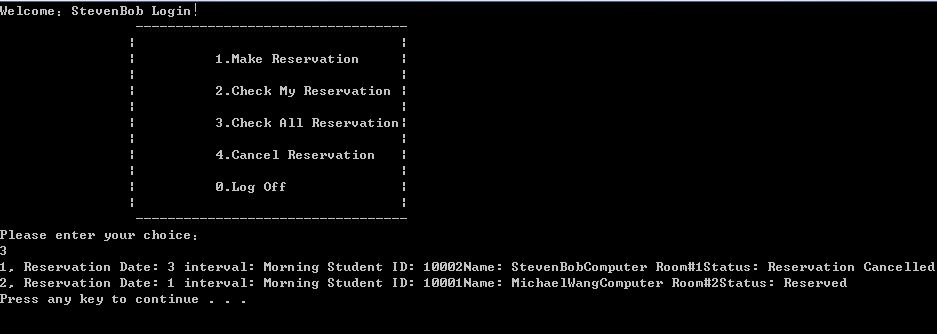 Welcome: StevenBob Login!
1.Make Reservation
2.Check My Reservation
3.Check All Reservation
4.Cancel Reservation
0.Log Off
Please enter your choice:
3
1, Reservation Date: 3 interval: Morning Student ID: 10002Name: StevenBobComputer Room#1Status: Reservation Cancelled
2, Reservation Date: 1 interval: Morning Student ID: 10001Name: MichaelWangComputer Room#2Status: Reserved
Press any key to continue . . .